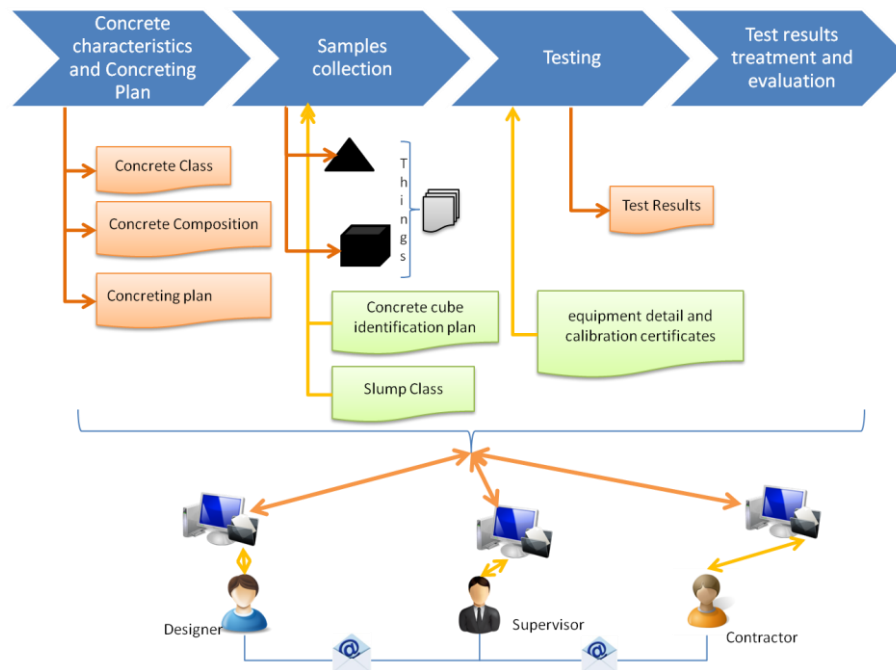 Concrete
characteristics
and Concreting
Plan
Samples
collection
Testing
Test results
treatment and
evaluation
Concrete Class
Concrete Composition
Concreting plan
Things
Test Results
Concrete cube
identification plan
equipment detail and
calibration certificates
Slump Class
Designer
Supervisor
Contractor
@
@